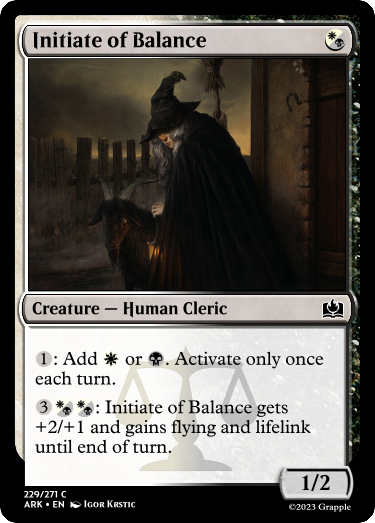 Initiate of Balance
Creature — Human Cleric
1: Add or. Activate only once
each turn.
3: Initiate of Balance gets
+2/+1 and gains flying and lifelink
until end of turn.
1/2
229/271 C
ARK • EN Igor Krstic
©2023 Grapple